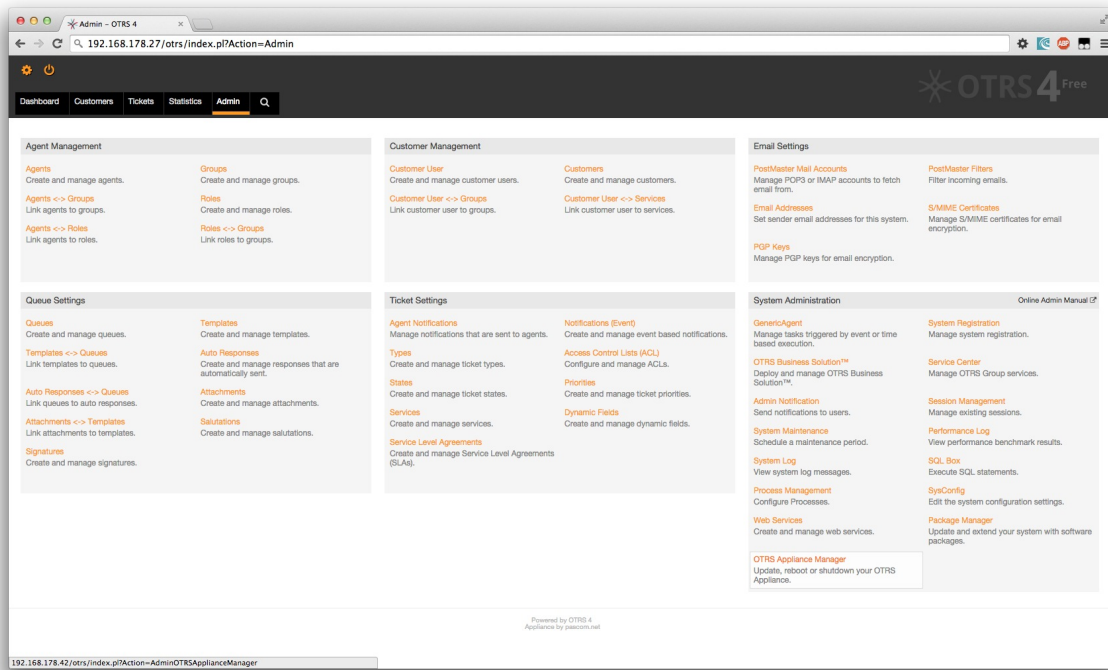 Admin - OTRS 4
192.168.178.27/otrs/index.pl?Action=Admin
ABP
OTRS 4 Free
Dashboard Customers Tickets Statistics Admin
Agent Management
Agents
Create and manage agents.
Groups
Create and manage groups.
Agents <-> Groups
Link agents to groups.
Roles
Create and manage roles.
Agents <-> Roles
Link agents to roles.
Roles <-> Groups
Link roles to groups.
Customer Management
Customer User
Create and manage customer users.
Customers
Create and manage customers.
Customer User <-> Groups
Link customer user to groups.
Customer User <-> Services
Link customer user to services.
Email Settings
PostMaster Mail Accounts
Manage POP3 or IMAP accounts to fetch
email from.
PostMaster Filters
Filter incoming emails.
Email Addresses
Set sender email addresses for this system.
S/MIME Certificates
Manage S/MIME certificates for email
encryption.
PGP Keys
Manage PGP keys for email encryption.
Queue Settings
Queues
Create and manage queues.
Templates
Create and manage templates.
Templates <-> Queues
Link templates to queues.
Auto Responses
Create and manage responses that are
automatically sent.
Auto Responses <-> Queues
Link queues to auto responses.
Attachments
Create and manage attachments.
Attachments <-> Templates
Link attachments to templates.
Salutations
Create and manage salutations.
Signatures
Create and manage signatures.
Ticket Settings
Agent Notifications
Manage notifications that are sent to agents.
Notifications (Event)
Create and manage event based notifications.
Types
Create and manage ticket types.
Access Control Lists (ACL)
Configure and manage ACLs.
States
Create and manage ticket states.
Priorities
Create and manage ticket priorities.
Services
Create and manage services.
Dynamic Fields
Create and manage dynamic fields.
Service Level Agreements
Create and manage Service Level Agreements
(SLAs).
System Administration
Online Admin Manual
GenericAgent
Manage tasks triggered by event or time
based execution.
System Registration
Manage system registration.
OTRS Business Solution™
Deploy and manage OTRS Business
Solution™.
Service Center
Manage OTRS Group services.
Admin Notification
Send notifications to users.
Session Management
Manage existing sessions.
System Maintenance
Schedule a maintenance period.
Performance Log
View performance benchmark results.
System Log
View system log messages.
SQL Box
Execute SQL statements.
Process Management
Configure Processes.
SysConfig
Edit the system configuration settings.
Web Services
Create and manage web services.
Package Manager
Update and extend your system with software
packages.
OTRS Appliance Manager
Update, reboot or shutdown your OTRS
Appliance.
Powered by OTRS 4
Appliance by pascom.net
192.168.178.42/otrs/index.pl?Action=AdminOTRSApplianceManager